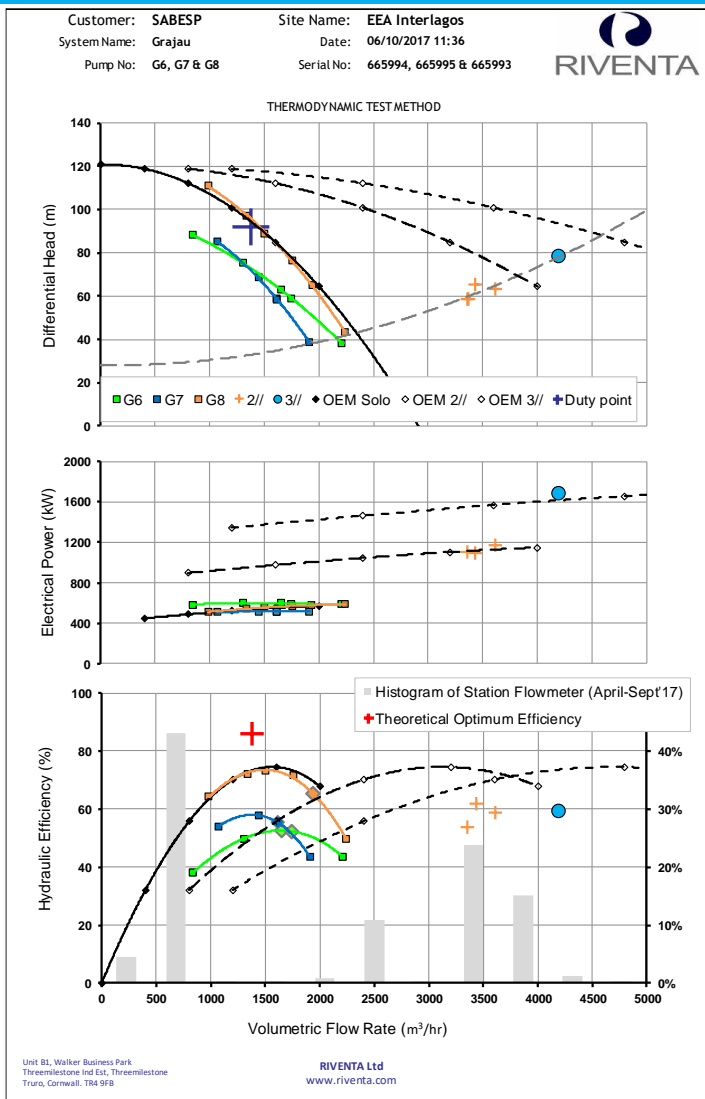 Customer: SABESP Site Name: EEA Interlagos
System Name: Grajau Date: 06/10/2017 11:36
Pump No: G6, G7 & G8 Serial No: 665994, 665995 & 665993
RIVENTA
THERMODYNAMIC TEST METHOD
140
120
100
80
60
40
20
0
Differential Head (m)
G6 G7 G8 2// 3// OEM Solo OEM 2// OEM 3// Duty point
2000
1600
1200
800
400
0
Electrical Power (kW)
Histogram of Station Flowmeter (April-Sept'17)
Theoretical Optimum Efficiency
100
80
60
40
20
0
Hydraulic Efficiency (%)
40%
30%
20%
10%
0%
0 500 1000 1500 2000 2500 3000 3500 4000 4500 5000
Volumetric Flow Rate (m³/hr)
Unit B1, Walker Business Park
Threemilestone Ind Est, Threemilestone
Truro, Cornwall. TR4 9FB
RIVENTA Ltd
www.riventa.com